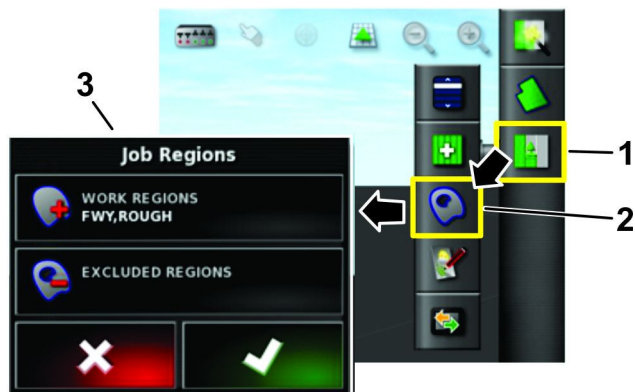 3
Job Regions
WORK REGIONS
FWY,ROUGH
EXCLUDED REGIONS
1
2